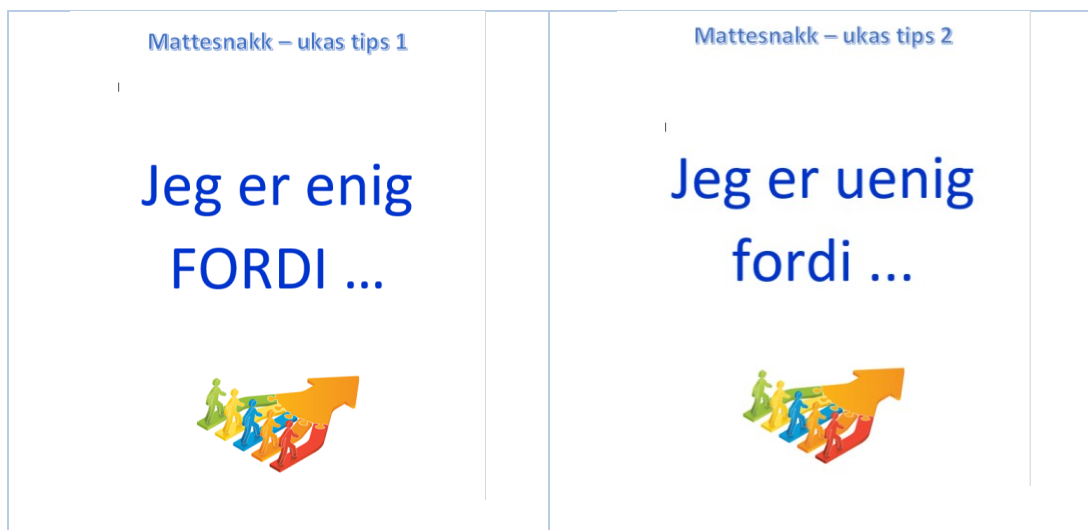 Mattesnakk – ukas tips 1
Jeg er enig
FORDI ...
Mattesnakk – ukas tips 2
Jeg er uenig
fordi ...